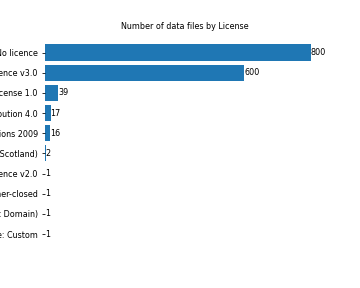 Number of data files by License
No licence
800
ence v3.0
600
icense 1.0
39
bution 4.0
17
ions 2009
16
Scotland)
2
ence v2.0
1
her-closed
1
Domain)
1
e: Custom
1